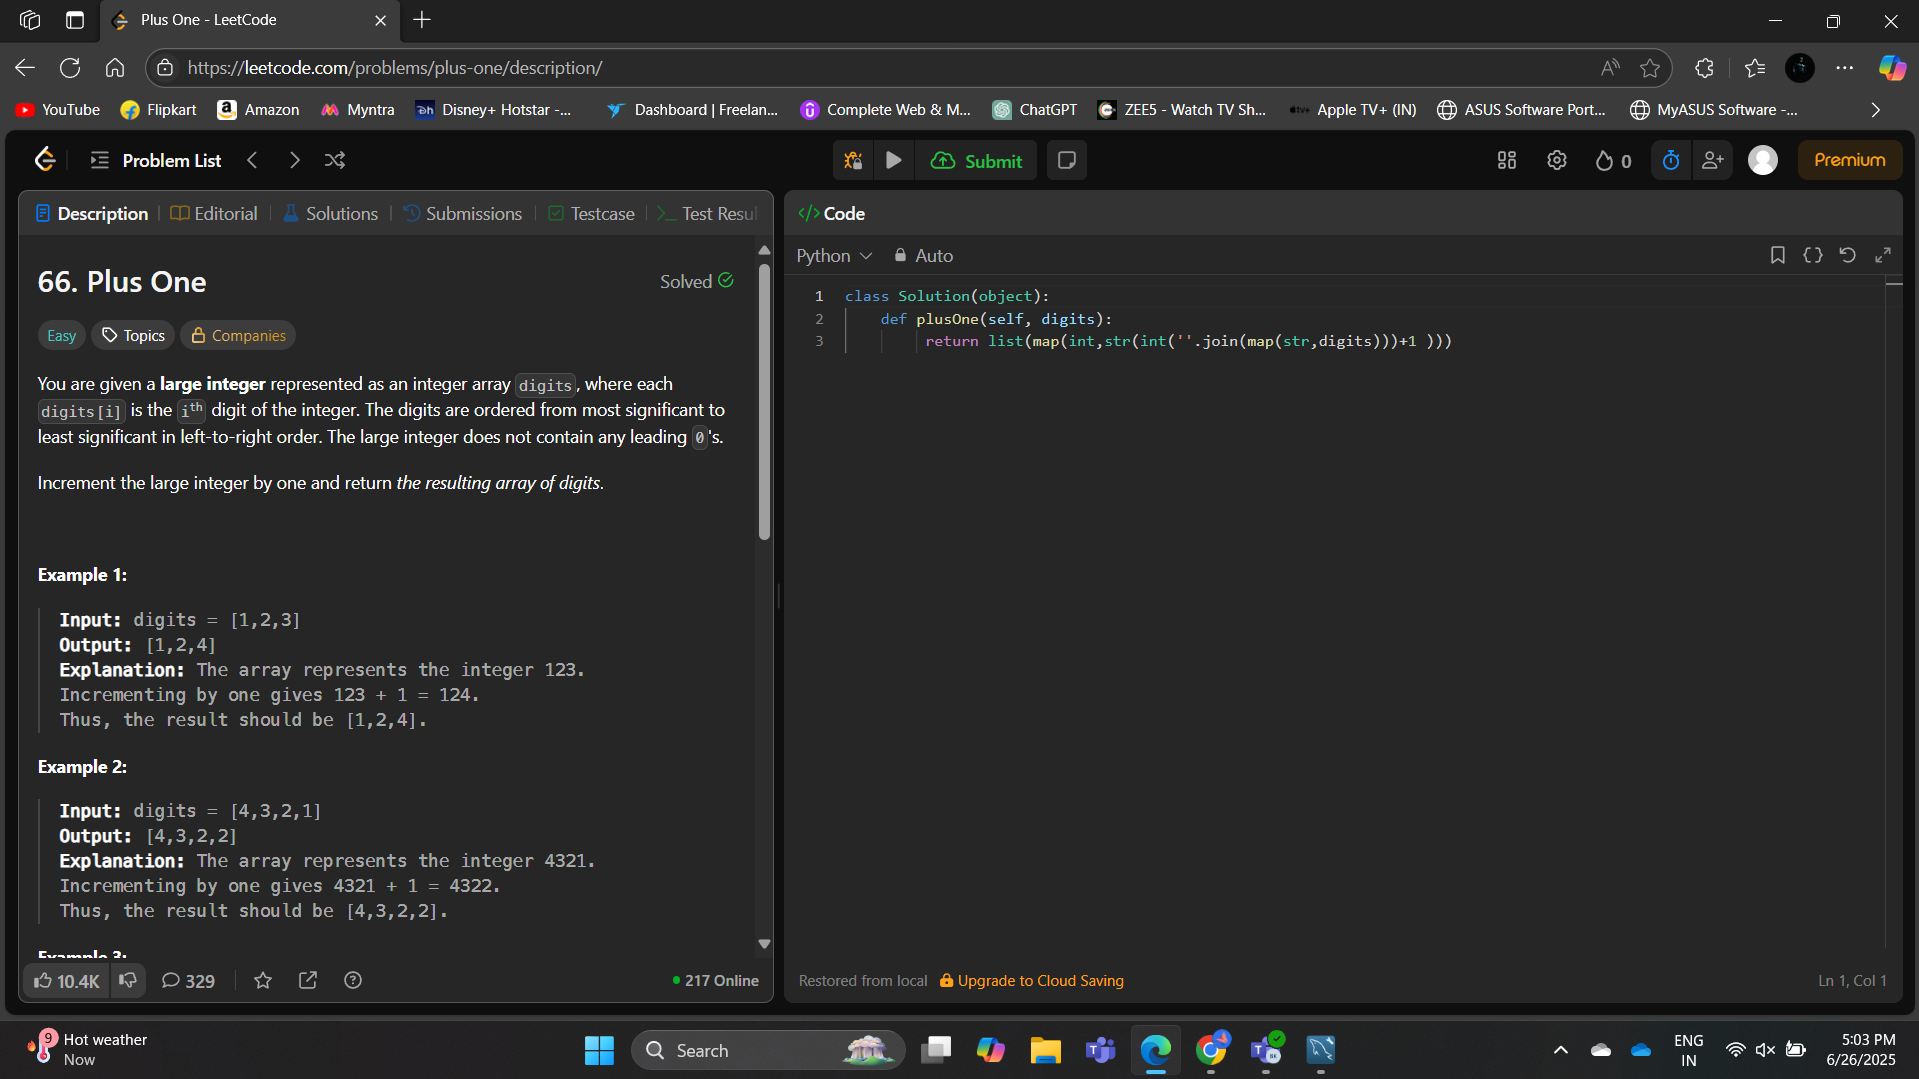 Plus One - LeetCode
https://leetcode.com/problems/plus-one/description/
YouTube Flipkart Amazon Myntra Disney+ Hotstar -... Dashboard | Freelan... Complete Web & M... ChatGPT ZEE5 - Watch TV Sh... Apple TV+ (IN) ASUS Software Port... MyASUS Software -...
Problem List Submit 0 Premium
Description Editorial Solutions Submissions Testcase Test Resul
66. Plus One
Solved
Easy Topics Companies
You are given a large integer represented as an integer array digits, where each
digits[i] is the ith digit of the integer. The digits are ordered from most significant to
least significant in left-to-right order. The large integer does not contain any leading 0's.
Increment the large integer by one and return the resulting array of digits.
Example 1:
Input: digits = [1,2,3]
Output: [1,2,4]
Explanation: The array represents the integer 123.
Incrementing by one gives 123 + 1 = 124.
Thus, the result should be [1,2,4].
Example 2:
Input: digits = [4,3,2,1]
Output: [4,3,2,2]
Explanation: The array represents the integer 4321.
Incrementing by one gives 4321 + 1 = 4322.
Thus, the result should be [4,3,2,2].
Example 3:
10.4K 329 217 Online
</> Code
Python Auto
1 class Solution(object):
2 def plusOne(self, digits):
3 return list(map(int,str(int(''.join(map(str,digits)))+1 )))
Restored from local Upgrade to Cloud Saving Ln 1, Col 1
9 Hot weather
Now
Search
ENG
IN
5:03 PM
6/26/2025